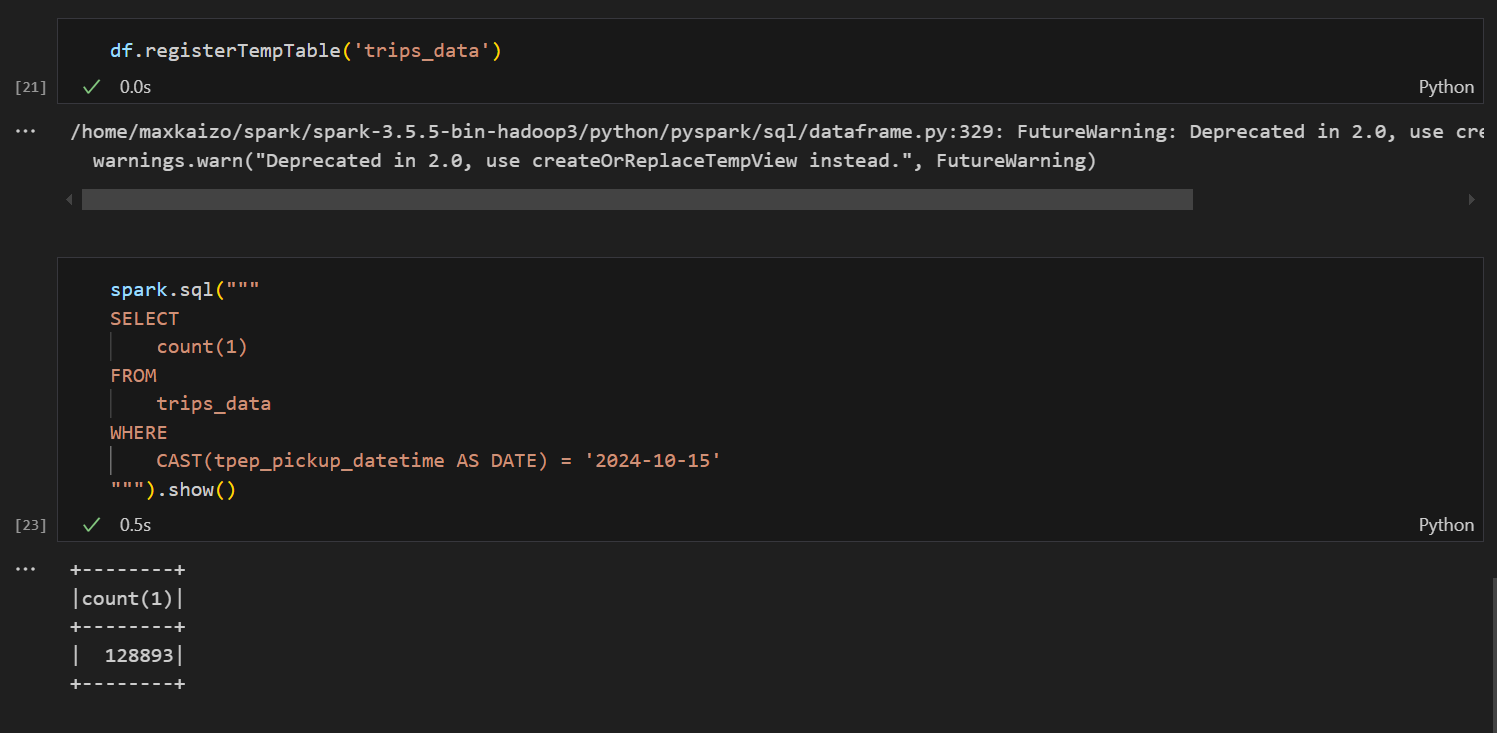 df.registerTempTable('trips_data')
[21]
0.0s
Python
/home/maxkaizo/spark/spark-3.5.5-bin-hadoop3/python/pyspark/sql/dataframe.py:329: FutureWarning: Deprecated in 2.0, use cre
warnings.warn("Deprecated in 2.0, use createOrReplaceTempView instead.", FutureWarning)
spark.sql("""
SELECT
count(1)
FROM
trips_data
WHERE
CAST(tpep_pickup_datetime AS DATE) = '2024-10-15'
""").show()
[23]
0.5s
Python
+--------+
|count(1)|
+--------+
|  128893|
+--------+